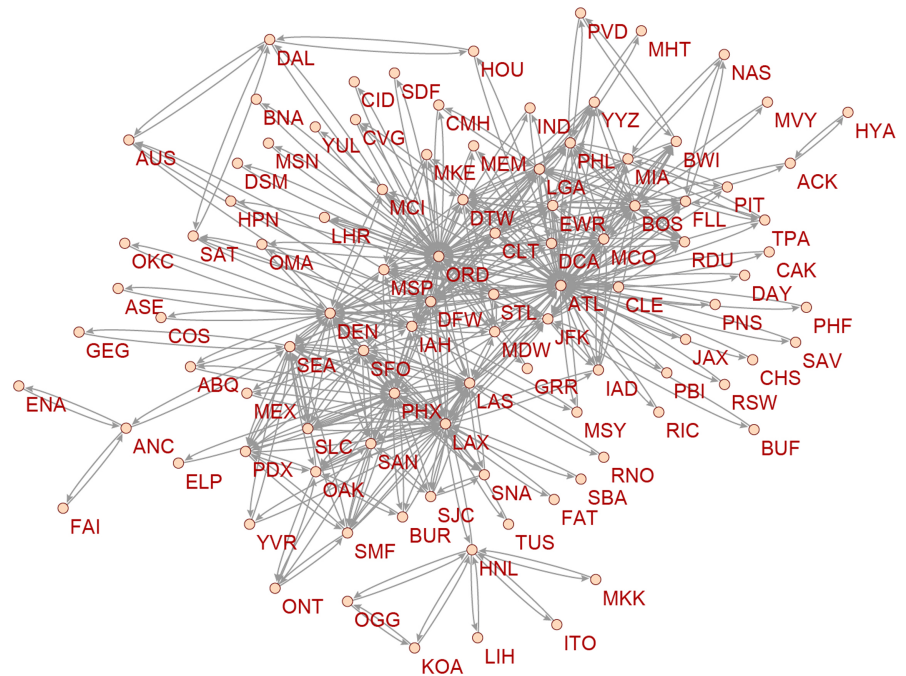 PVD
MHT
DAL
HOU
NAS
CID
SDF
BNA
CMH
IND
YYZ
MVY
HYA
YUL
CVG
AUS
MSN
MKE
MEM
PHL
BWI
LGA
MIA
ACK
DSM
MCI
PIT
HPN
DTW
EWR
BOS
FLL
LHR
TPA
SAT
OMA
CLT
DCA
MCO
RDU
OKC
ORD
CAK
MSP
ATL
CLE
DAY
ASE
DFW
STL
PNS
PHF
COS
DEN
JFK
GEG
IAH
MDW
JAX
SAV
SEA
SFO
CHS
ABQ
GRR
IAD
PBI
RSW
ENA
MEX
PHX
LAS
MSY
RIC
BUF
ANC
SLC
LAX
ELP
PDX
SAN
RNO
OAK
SNA
SBA
FAI
SJC
FAT
YVR
SMF
BUR
TUS
HNL
ONT
OGG
MKK
KOA
LIH
ITO